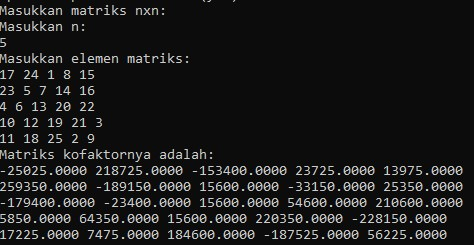 Masukkan matriks nxn:
Masukkan n:
5
Masukkan elemen matriks:
17 24 1 8 15
23 5 7 14 16
4 6 13 20 22
10 12 19 21 3
11 18 25 2 9
Matriks kofaktornya adalah:
-25025.0000 218725.0000 -153400.0000 23725.0000 13975.0000
259350.0000 -189150.0000 15600.0000 -33150.0000 25350.0000
-179400.0000 -23400.0000 15600.0000 54600.0000 210600.0000
5850.0000 64350.0000 15600.0000 220350.0000 -228150.0000
17225.0000 7475.0000 184600.0000 -187525.0000 56225.0000